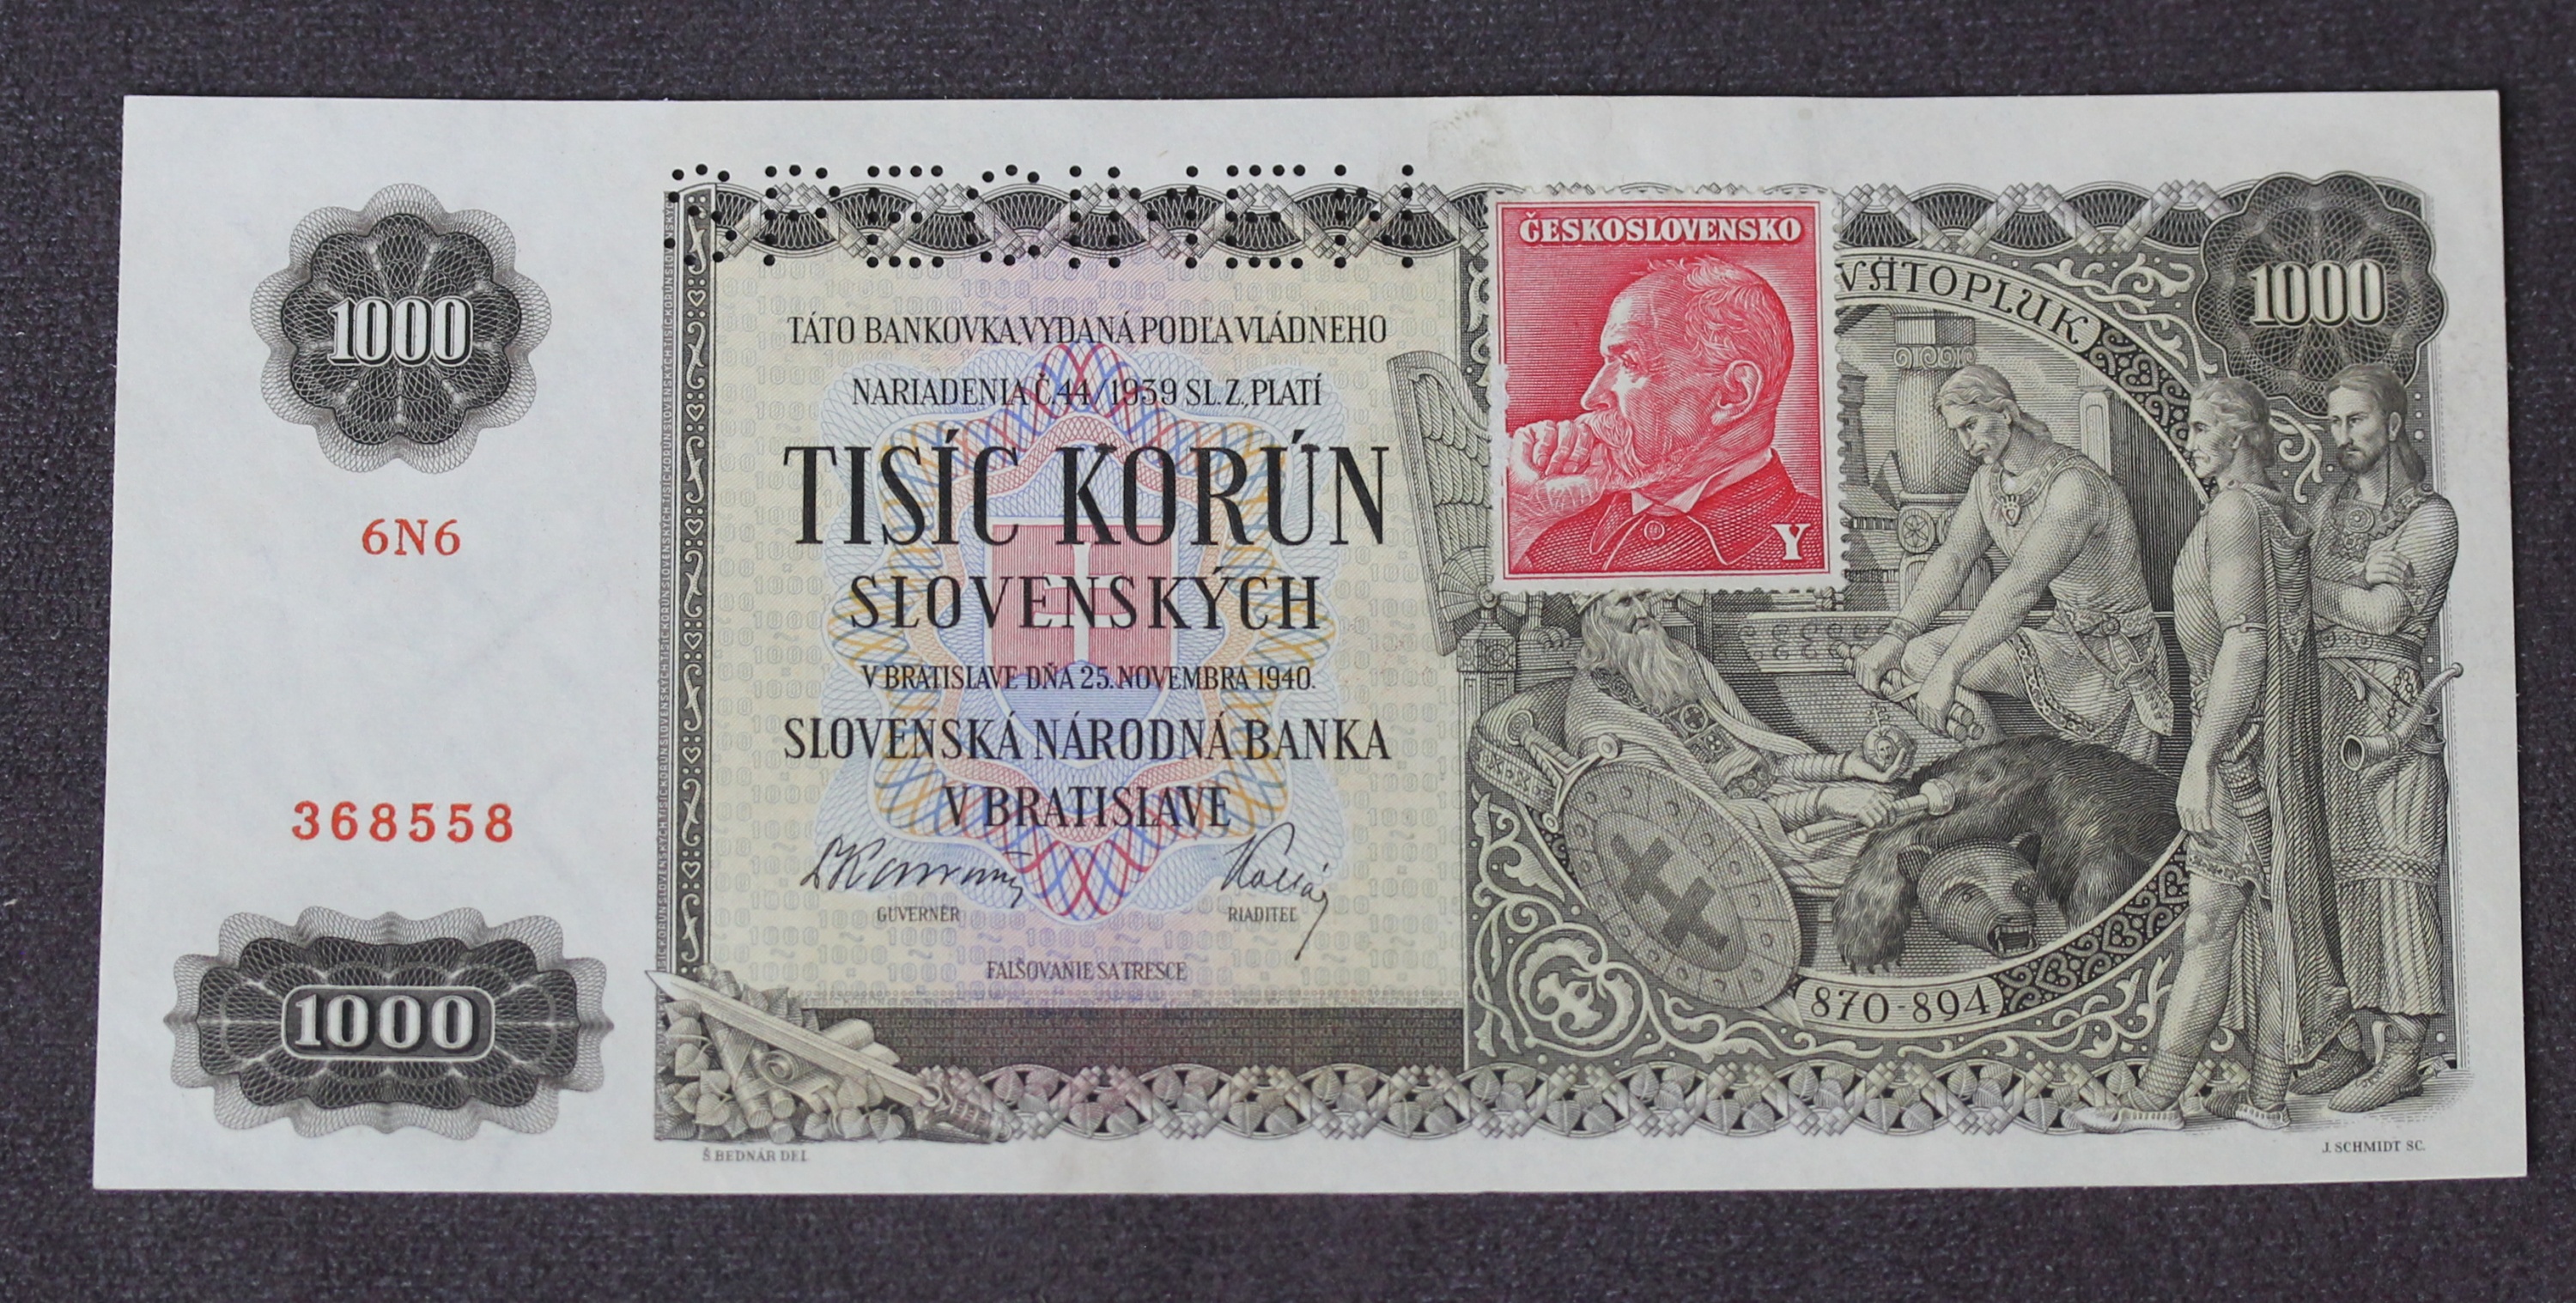 SPECIMEN
1000
6N6
368558
1000
TÁTO BANKOVKA, VYDANÁ PODĽA VLÁDNEHO
NARIADENIA Č. 44/1939 SL. Z., PLATÍ
TISÍC KORÚN
SLOVENSKÝCH
V BRATISLAVE DŇA 25. NOVEMBRA 1940.
SLOVENSKÁ NÁRODNÁ BANKA
V BRATISLAVE
GUVERNÉR
RIADITEĽ
FALŠOVANIE SA TRESCE
Š. BEDNÁR DEL.
ČESKOSLOVENSKO
Y
VÄTOPLUK
1000
870-894
J. SCHMIDT SC.